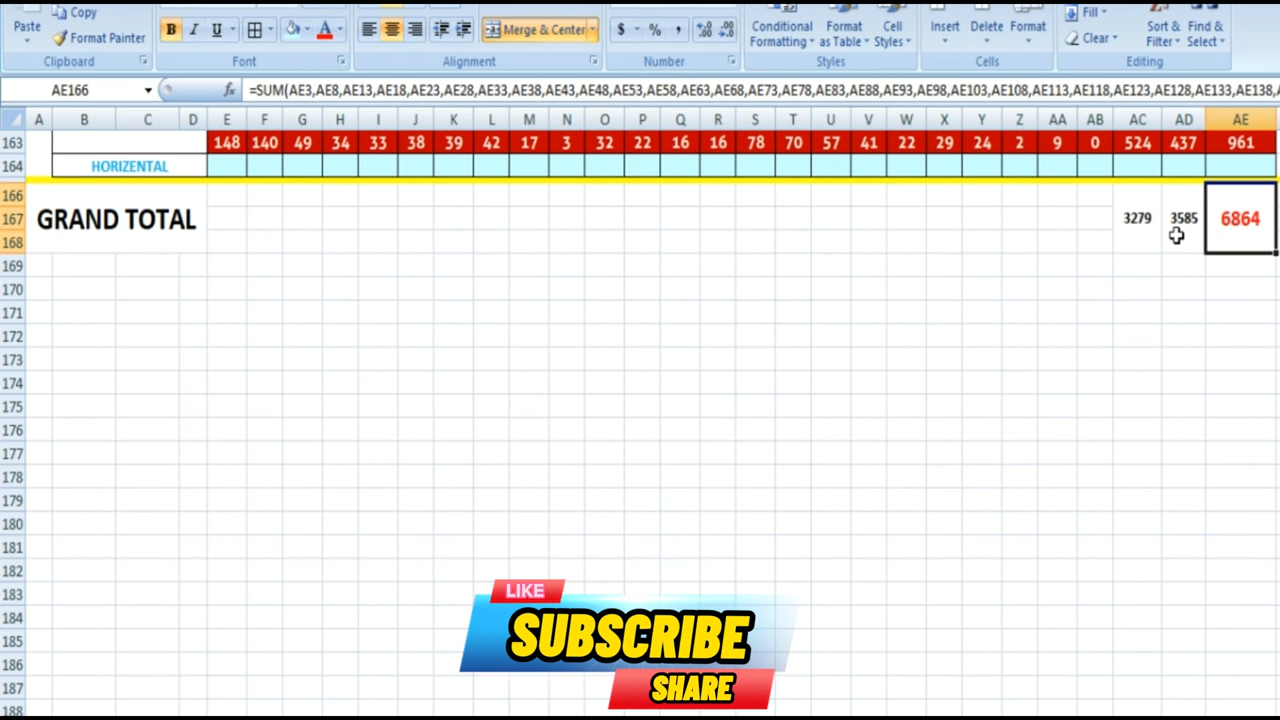 Copy
Paste
Format Painter
B I U A
Merge & Center
$ % ,
Conditional Formatting
Format as Table
Cell Styles
Insert Delete Format
Fill
Clear
Sort & Filter
Find & Select
Clipboard Font Alignment Number Styles Cells Editing
AE166 fx =SUM(AE3,AE8,AE13,AE18,AE23,AE28,AE33,AE38,AE43,AE48,AE53,AE58,AE63,AE68,AE73,AE78,AE83,AE88,AE93,AE98,AE103,AE108,AE113,AE118,AE123,AE128,AE133,AE138,
A B C D E F G H I J K L M N O P Q R S T U V W X Y Z AA AB AC AD AE
163 148 140 49 34 33 38 39 42 17 3 32 22 16 16 78 70 57 41 22 29 24 2 9 0 524 437 961
164 HORIZENTAL
166
167 GRAND TOTAL 3279 3585 6864
168
169
170
171
172
173
174
175
176
177
178
179
180
181
182
183
184
185
186
187
188
LIKE
SUBSCRIBE
SHARE